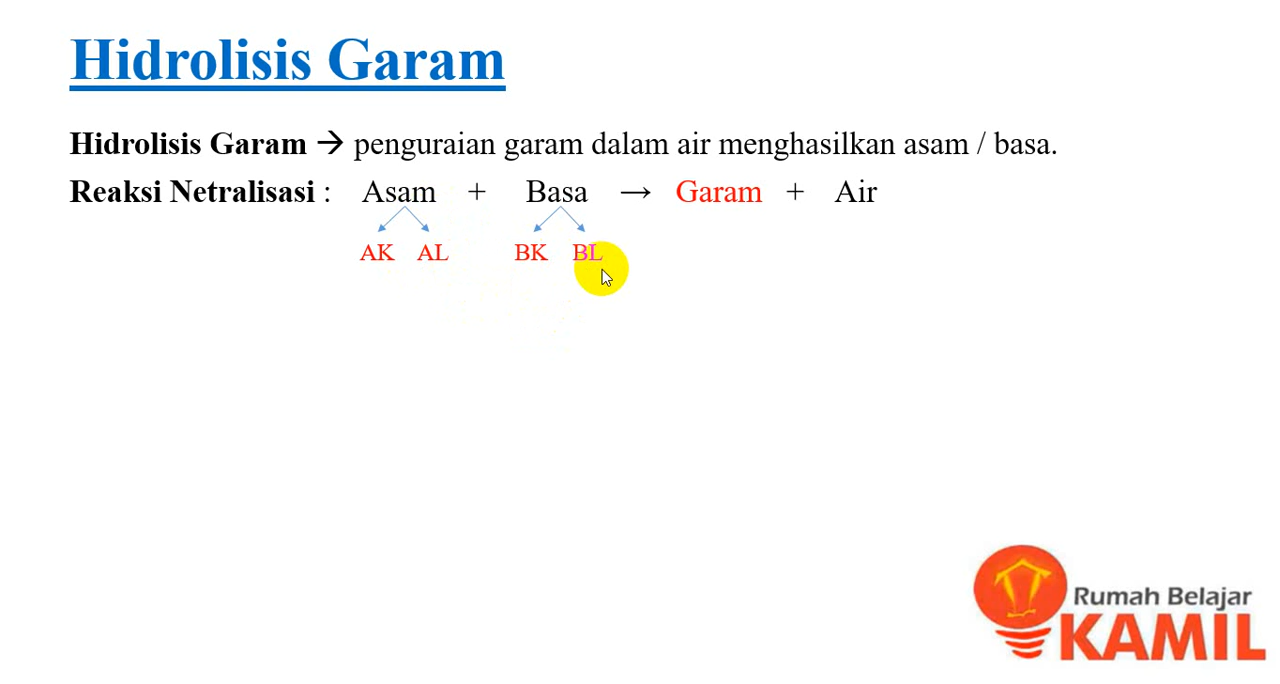 Hidrolisis Garam
Hidrolisis Garam → penguraian garam dalam air menghasilkan asam / basa.
Reaksi Netralisasi : Asam + Basa → Garam + Air
AK AL BK BL
Rumah Belajar
KAMIL